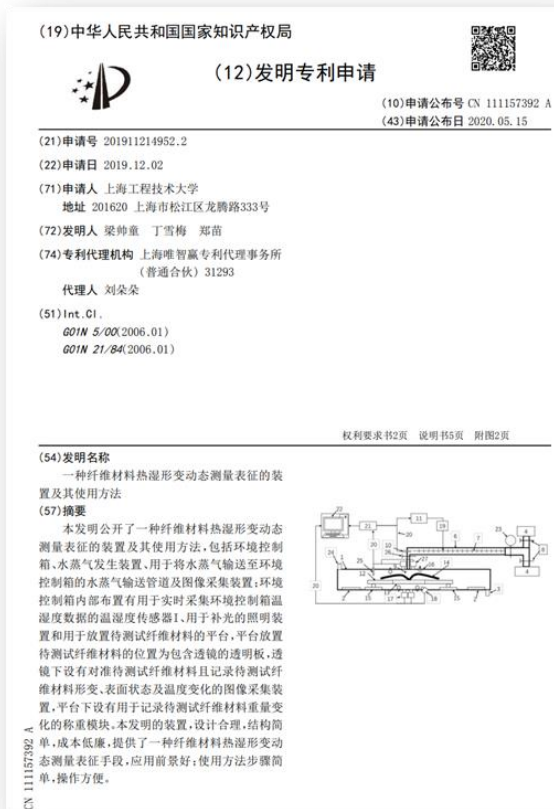 (19)中华人民共和国国家知识产权局
(12)发明专利申请
(10)申请公布号 CN 111157392 A
(43)申请公布日 2020.05.15
(21)申请号 201911214952.2
(22)申请日 2019.12.02
(71)申请人 上海工程技术大学
地址 201620 上海市松江区龙腾路333号
(72)发明人 梁帅童 丁雪梅 郑苗
(74)专利代理机构 上海唯智赢专利代理事务所
(普通合伙) 31293
代理人 刘朵朵
(51)Int.Cl.
G01N 5/00(2006.01)
G01N 21/84(2006.01)
权利要求书2页 说明书5页 附图2页
(54)发明名称
一种纤维材料热湿形变动态测量表征的装
置及其使用方法
(57)摘要
本发明公开了一种纤维材料热湿形变动态
测量表征的装置及其使用方法,包括环境控制
箱、水蒸气发生装置、用于将水蒸气输送至环境
控制箱的水蒸气输送管道及图像采集装置;环境
控制箱内部布置有用于实时采集环境控制箱温
湿度数据的温湿度传感器I、用于补光的照明装
置和用于放置待测试纤维材料的平台,平台放置
待测试纤维材料的位置为包含透镜的透明板,透
镜下设有对准待测试纤维材料且记录待测试纤
维材料形变、表面状态及温度变化的图像采集装
置,平台下设有用于记录待测试纤维材料重量变
化的称重模块。本发明的装置,设计合理,结构简
单,成本低廉,提供了一种纤维材料热湿形变动
态测量表征手段,应用前景好;使用方法步骤简
单,操作方便。
CN 111157392 A